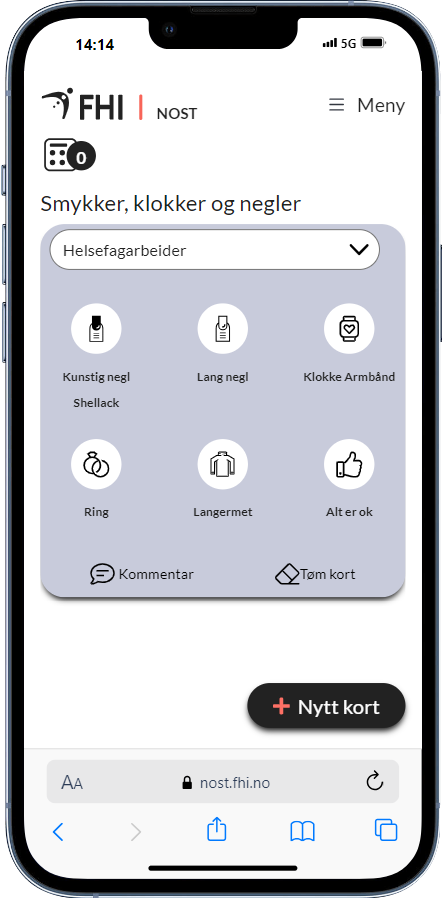 14:14
5G
FHI NOST
Meny
0
Smykker, klokker og negler
Helsefagarbeider
Kunstig negl
Shellack
Lang negl
Klokke Armbånd
Ring
Langermet
Alt er ok
Kommentar
Tøm kort
Nytt kort
AA
nost.fhi.no